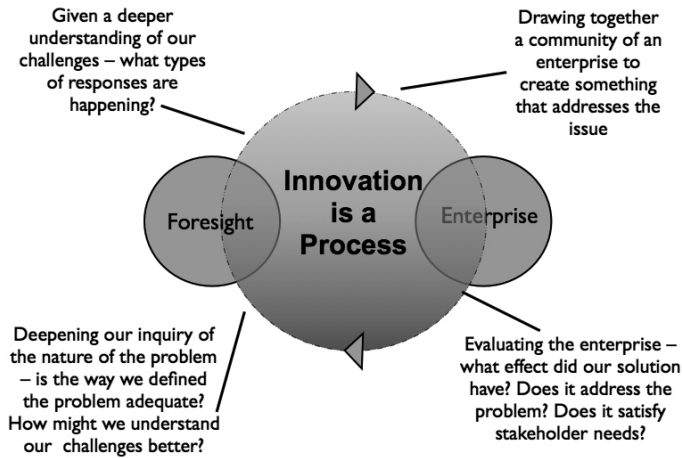 Given a deeper
understanding of our
challenges – what types
of responses are
happening?
Drawing together
a community of an
enterprise to
create something
that addresses the
issue
Innovation
is a
Process
Foresight
Enterprise
Deepening our inquiry of
the nature of the problem
– is the way we defined
the problem adequate?
How might we understand
our challenges better?
Evaluating the enterprise –
what effect did our solution
have? Does it address the
problem? Does it satisfy
stakeholder needs?